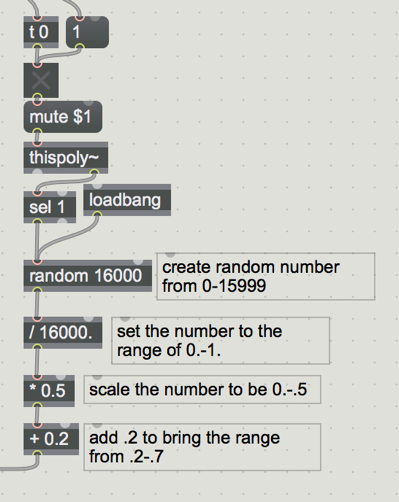 t 0
1
mute $1
thispoly~
sel 1
loadbang
random 16000
create random number
from 0-15999
/ 16000.
set the number to the
range of 0.-1.
* 0.5
scale the number to be 0.-.5
+ 0.2
add .2 to bring the range
from .2-.7